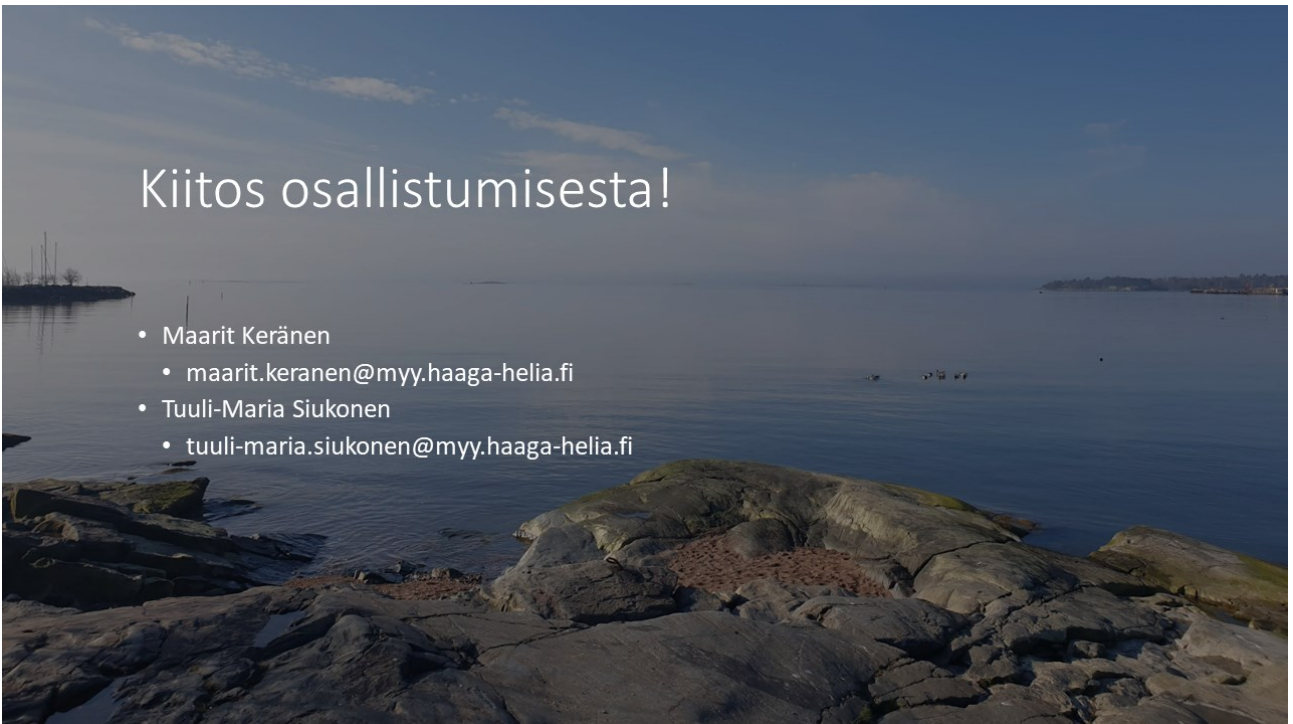 Kiitos osallistumisesta!
• Maarit Keränen
• maarit.keranen@myy.haaga-helia.fi
• Tuuli-Maria Siukonen
• tuuli-maria.siukonen@myy.haaga-helia.fi